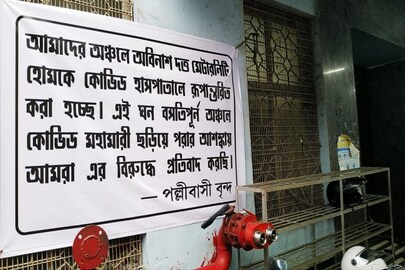 আমাদের অঞ্চলে অবিনাশ দত্ত মেটারনিটি
হোমকে কোভিড হাসপাতালে রূপান্তরিত
করা হচ্ছে। এই ঘন বসতিপূর্ন অঞ্চলে
কোভিড মহামারী ছড়িয়ে পরার আশঙ্কায়
আমরা এর বিরুদ্ধে প্রতিবাদ করছি।
— পল্লীবাসী বৃন্দ